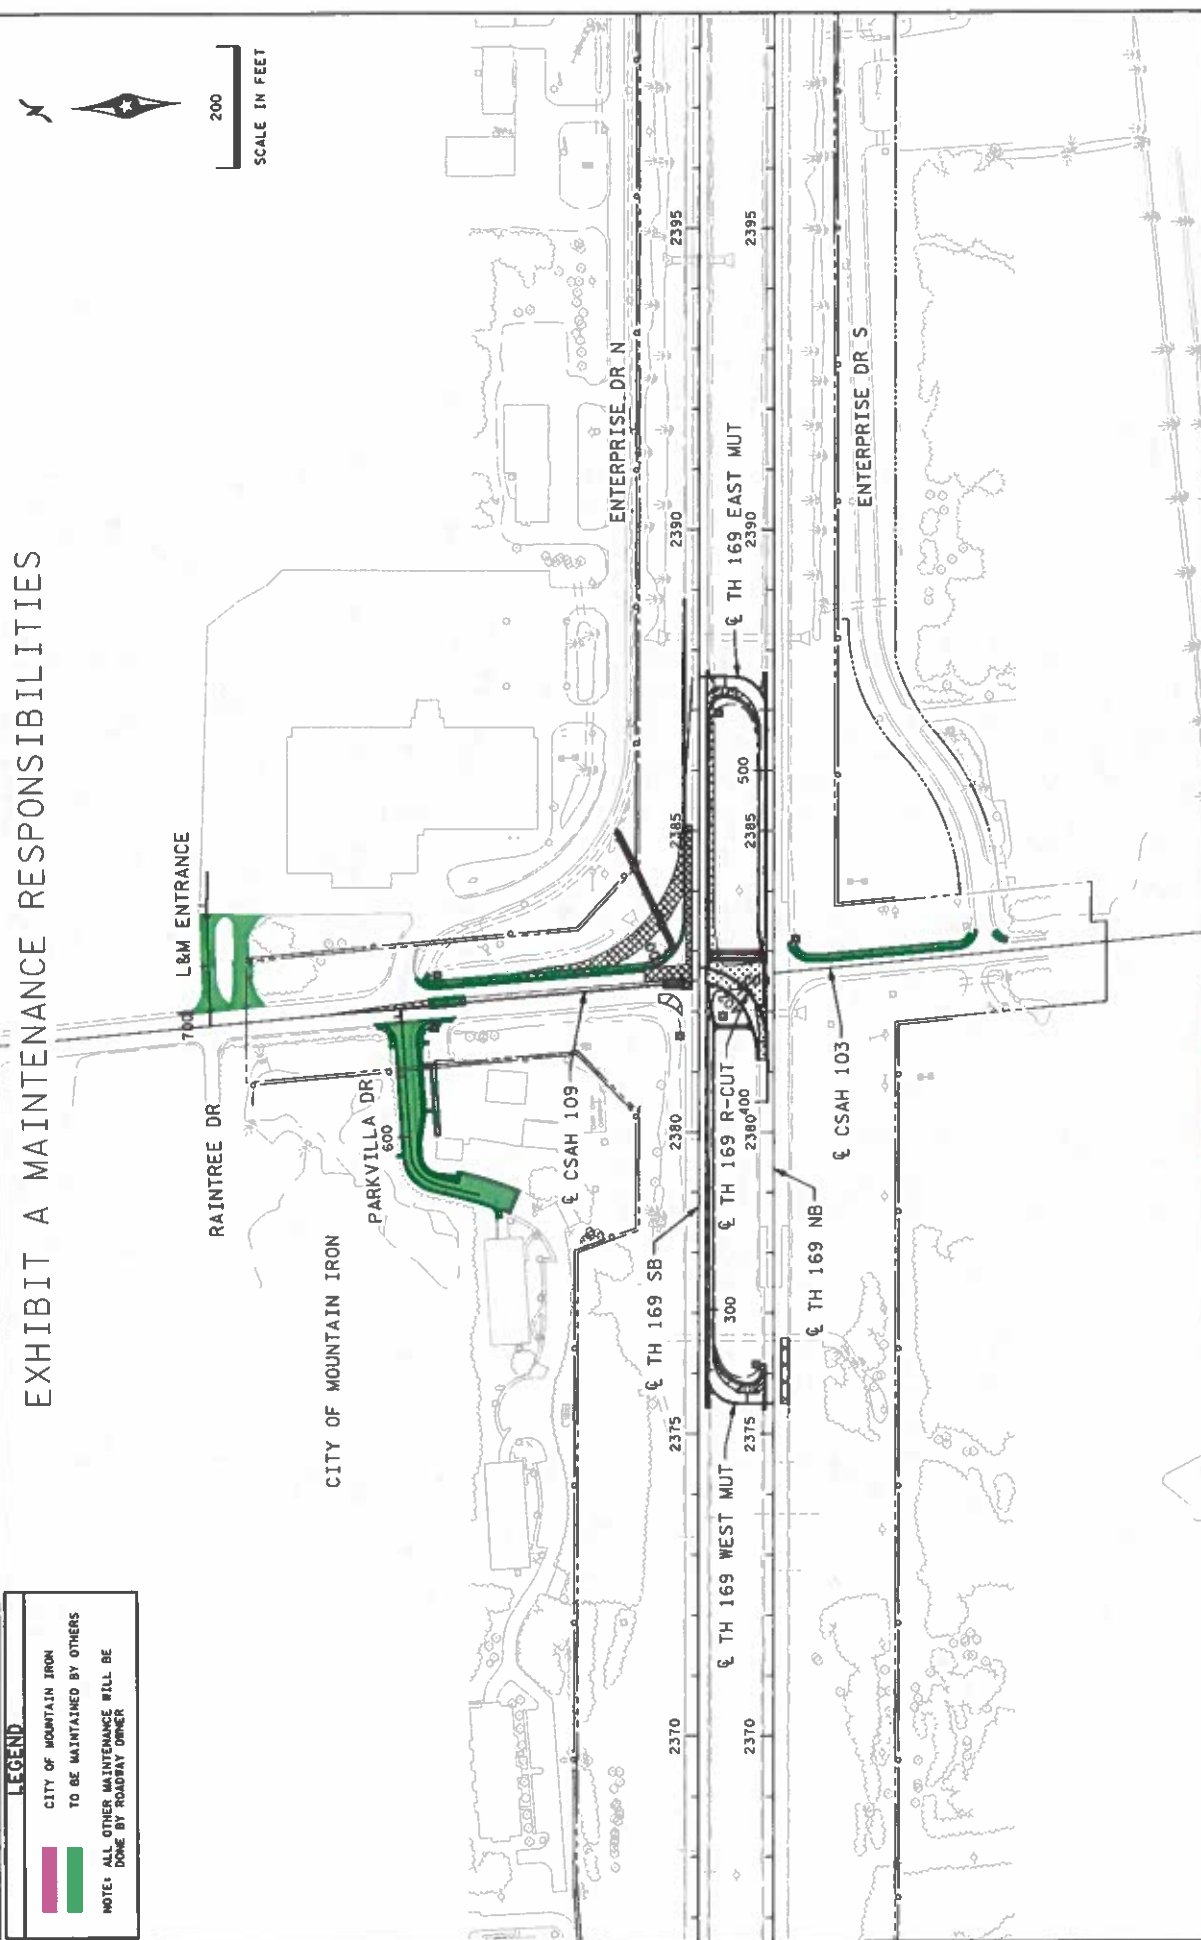 EXHIBIT A MAINTENANCE RESPONSIBILITIES
LEGEND
CITY OF MOUNTAIN IRON
TO BE MAINTAINED BY OTHERS
NOTE: ALL OTHER MAINTENANCE WILL BE
DONE BY ROADWAY OWNER
N
200
SCALE IN FEET
L&M ENTRANCE
700
RAINTREE DR
CITY OF MOUNTAIN IRON
PARKVILLA DR
600
℄ CSAH 109
ENTERPRISE DR N
℄ TH 169 SB
2370
2375
2380
2385
2390
2395
℄ TH 169 WEST MUT
300
℄ TH 169 R-CUT
400
500
℄ TH 169 EAST MUT
2370
2375
2380
2385
2390
2395
℄ TH 169 NB
℄ CSAH 103
ENTERPRISE DR S